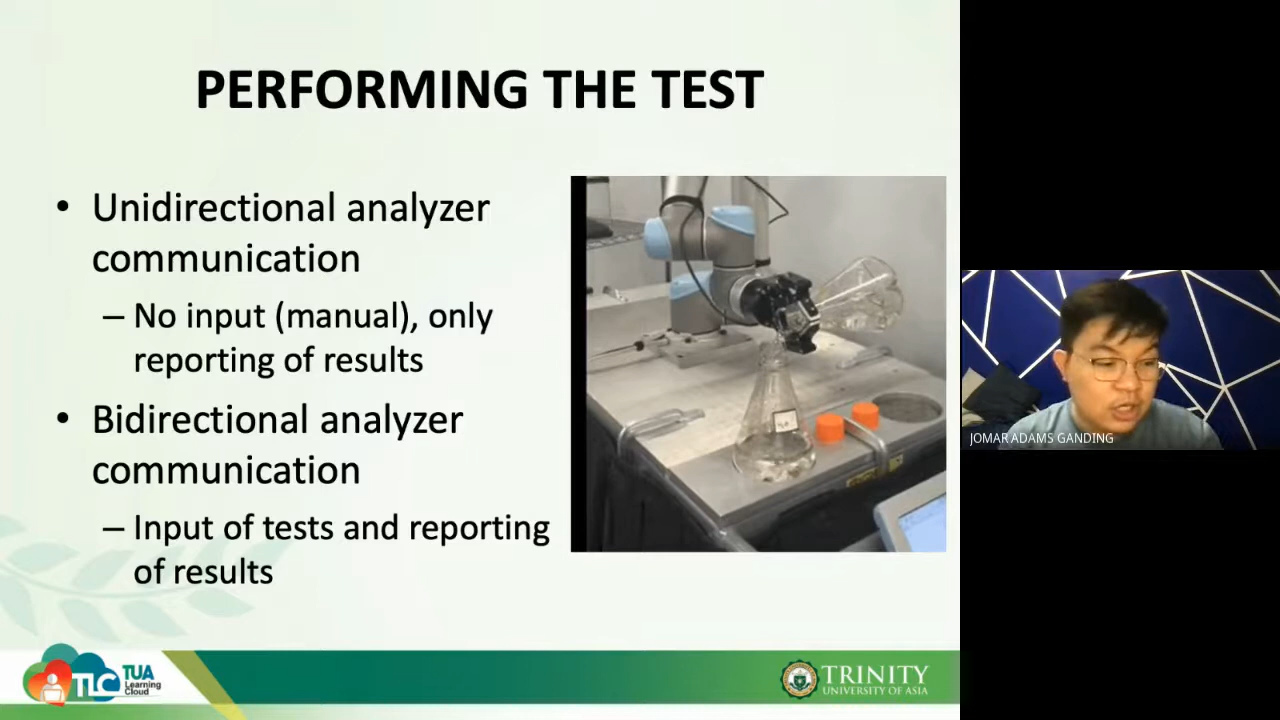 PERFORMING THE TEST
• Unidirectional analyzer
communication
– No input (manual), only
reporting of results
• Bidirectional analyzer
communication
– Input of tests and reporting
of results
JOMAR ADAMS GANDING
TLC
TUA
Learning
Cloud
TRINITY
UNIVERSITY OF ASIA